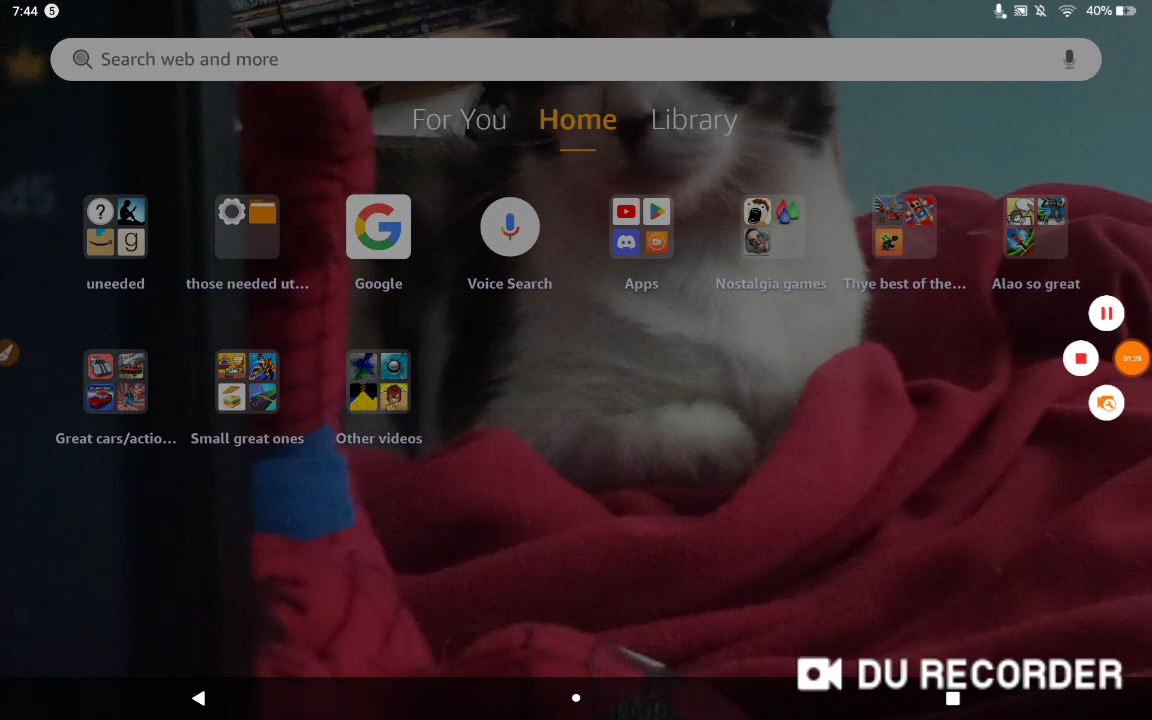 7:44 5
40%
Search web and more
For You Home Library
?
g
uneeded
those needed ut...
G
Google
Voice Search
Apps
Nostalgia games
Thye best of the...
Alao so great
01:28
Great cars/actio...
Small great ones
Other videos
DU RECORDER